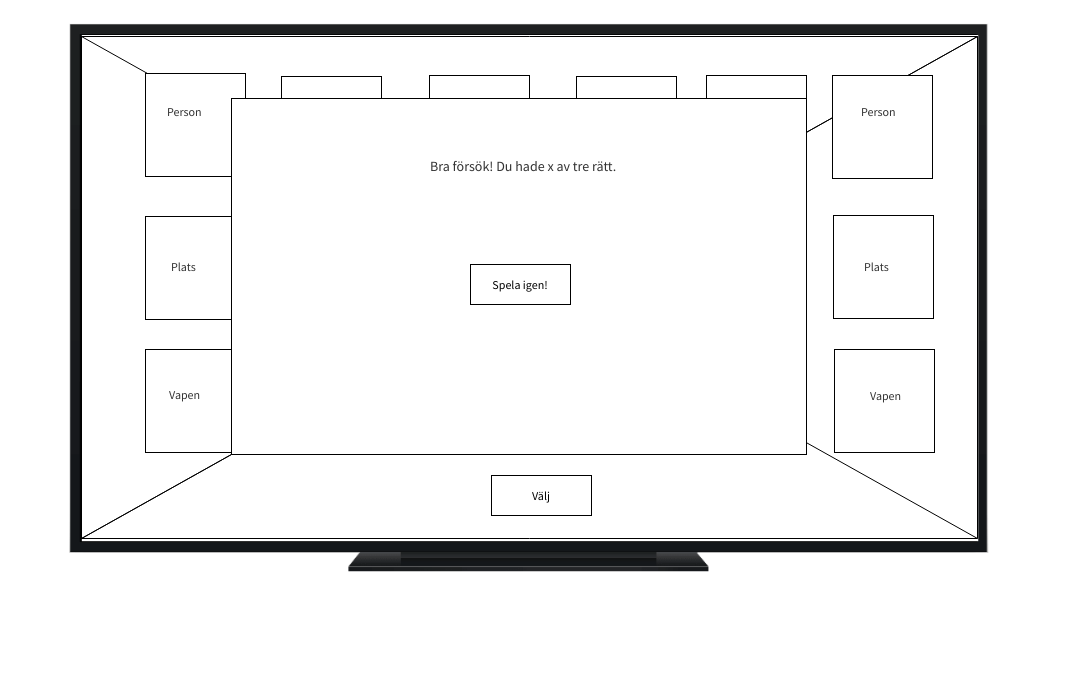 Person
Person
Bra försök! Du hade x av tre rätt.
Plats
Plats
Spela igen!
Vapen
Vapen
Välj